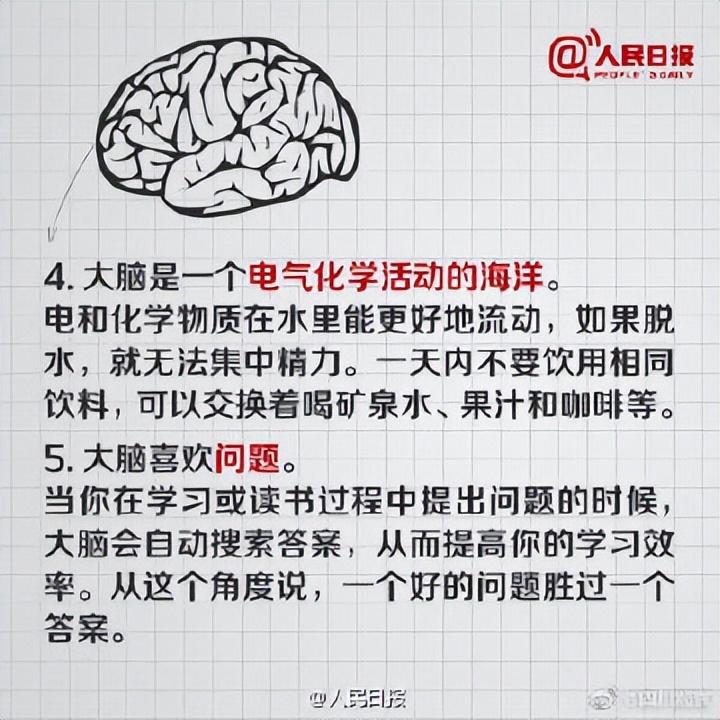 @人民日报
PEOPLE'S DAILY
4. 大脑是一个电气化学活动的海洋。
电和化学物质在水里能更好地流动，如果脱
水，就无法集中精力。一天内不要饮用相同
饮料，可以交换着喝矿泉水、果汁和咖啡等。
5. 大脑喜欢问题。
当你在学习或读书过程中提出问题的时候，
大脑会自动搜索答案，从而提高你的学习效
率。从这个角度说，一个好的问题胜过一个
答案。
@人民日报